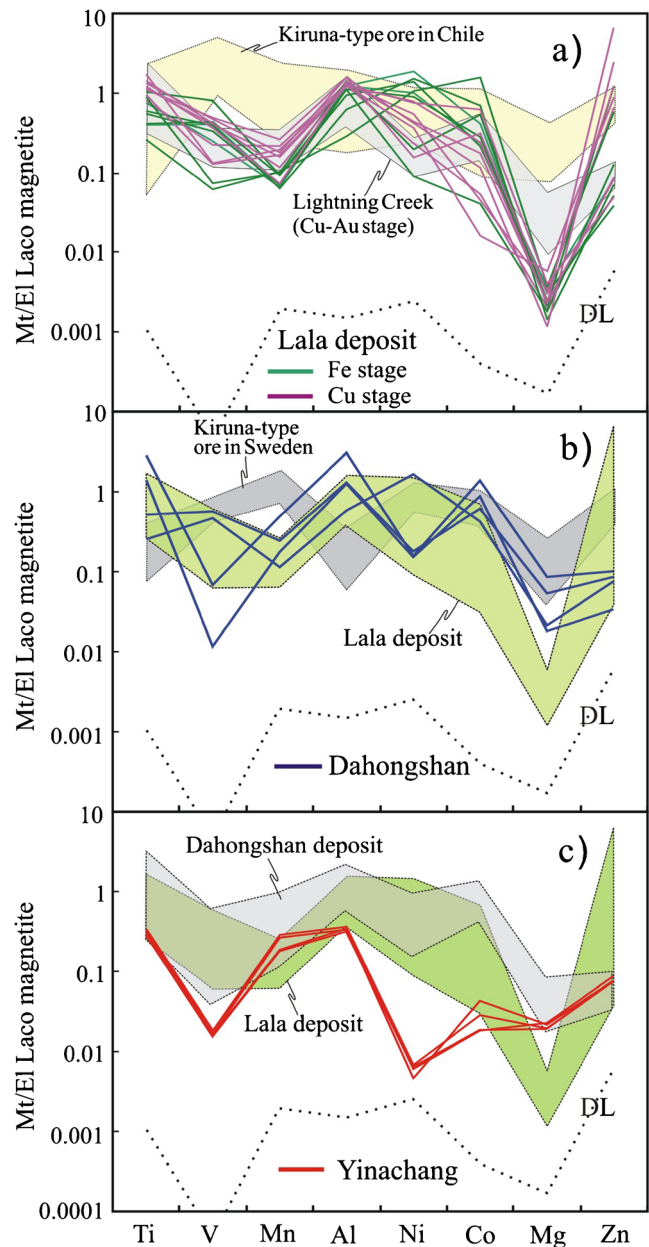 10
Kiruna-type ore in Chile
a)
1
Mt/El Laco magnetite
0.1
Lightning Creek
(Cu-Au stage)
0.01
0.001
DL
Lala deposit
Fe stage
Cu stage
10
Kiruna-type
ore in Sweden
b)
1
Mt/El Laco magnetite
0.1
Lala deposit
0.01
0.001
DL
Dahongshan
10
Dahongshan deposit
c)
1
Mt/El Laco magnetite
0.1
Lala deposit
0.01
0.001
DL
Yinachang
0.0001
Ti V Mn Al Ni Co Mg Zn